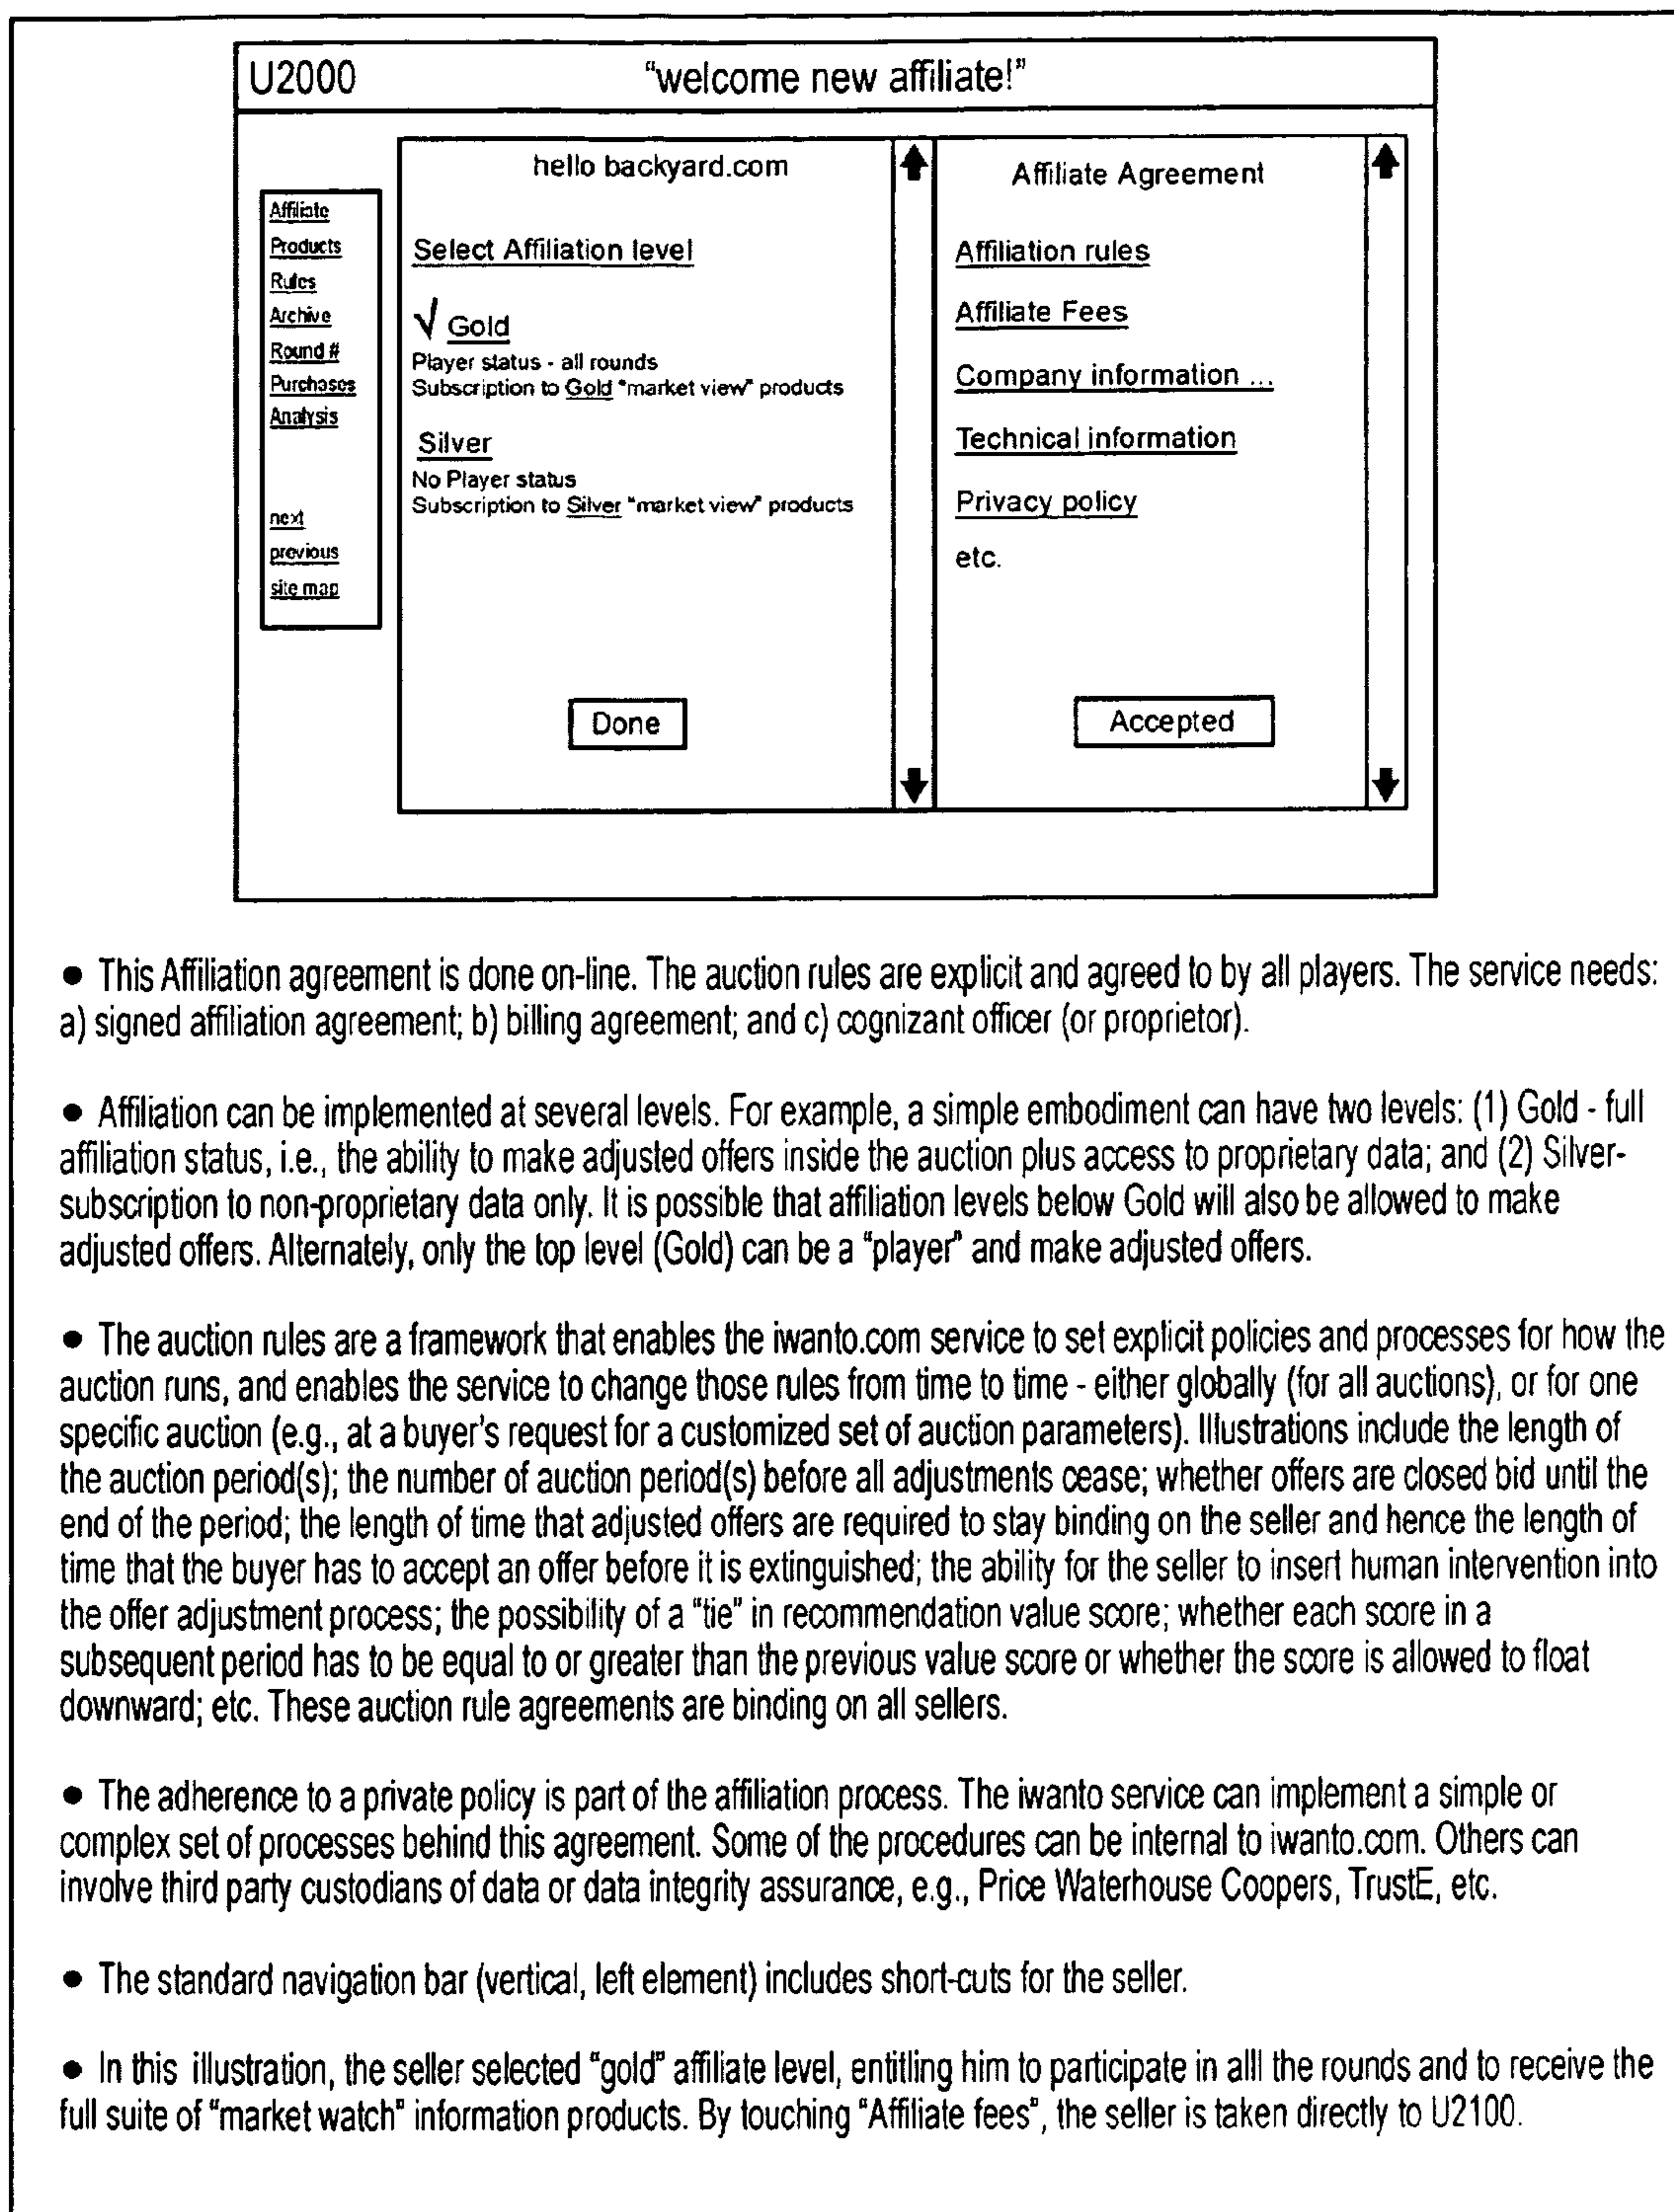 U2000 "welcome new affiliate!"
Affiliate
Products
Rules
Archive
Round #
Purchases
Analysis
next
previous
site map
hello backyard.com
Select Affiliation level
√ Gold
Player status - all rounds
Subscription to Gold "market view" products
Silver
No Player status
Subscription to Silver "market view" products
Done
Affiliate Agreement
Affiliation rules
Affiliate Fees
Company information ...
Technical information
Privacy policy
etc.
Accepted
● This Affiliation agreement is done on-line. The auction rules are explicit and agreed to by all players. The service needs:
a) signed affiliation agreement; b) billing agreement; and c) cognizant officer (or proprietor).
● Affiliation can be implemented at several levels. For example, a simple embodiment can have two levels: (1) Gold - full
affiliation status, i.e., the ability to make adjusted offers inside the auction plus access to proprietary data; and (2) Silver-
subscription to non-proprietary data only. It is possible that affiliation levels below Gold will also be allowed to make
adjusted offers. Alternately, only the top level (Gold) can be a "player" and make adjusted offers.
● The auction rules are a framework that enables the iwanto.com service to set explicit policies and processes for how the
auction runs, and enables the service to change those rules from time to time - either globally (for all auctions), or for one
specific auction (e.g., at a buyer's request for a customized set of auction parameters). Illustrations include the length of
the auction period(s); the number of auction period(s) before all adjustments cease; whether offers are closed bid until the
end of the period; the length of time that adjusted offers are required to stay binding on the seller and hence the length of
time that the buyer has to accept an offer before it is extinguished; the ability for the seller to insert human intervention into
the offer adjustment process; the possibility of a "tie" in recommendation value score; whether each score in a
subsequent period has to be equal to or greater than the previous value score or whether the score is allowed to float
downward; etc. These auction rule agreements are binding on all sellers.
● The adherence to a private policy is part of the affiliation process. The iwanto service can implement a simple or
complex set of processes behind this agreement. Some of the procedures can be internal to iwanto.com. Others can
involve third party custodians of data or data integrity assurance, e.g., Price Waterhouse Coopers, TrustE, etc.
● The standard navigation bar (vertical, left element) includes short-cuts for the seller.
● In this illustration, the seller selected "gold" affiliate level, entitling him to participate in alll the rounds and to receive the
full suite of "market watch" information products. By touching "Affiliate fees", the seller is taken directly to U2100.